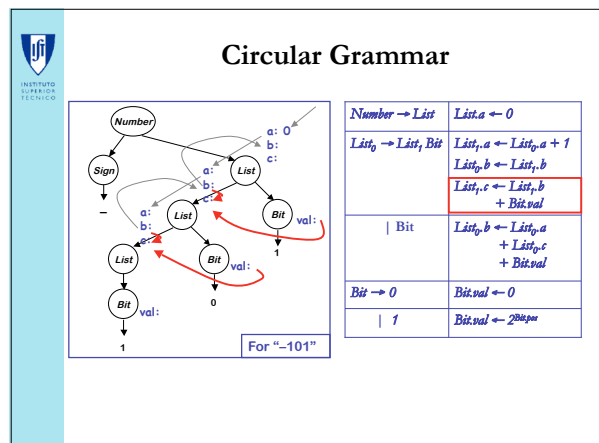 Circular Grammar
INSTITUTO
SUPERIOR
TÉCNICO
Number
a: 0
b:
c:
Sign
List
a:
b:
c:
–
List
Bit
val:
a:
b:
c:
1
List
Bit
val:
0
Bit
val:
1
For “–101”
Number → List
List.a ← 0
List₀ → List₁ Bit
List₁.a ← List₀.a + 1
List₀.b ← List₁.b
List₁.c ← List₁.b
+ Bit.val
| Bit
List₀.b ← List₀.a
+ List₀.c
+ Bit.val
Bit → 0
Bit.val ← 0
| 1
Bit.val ← 2^Bit.pos